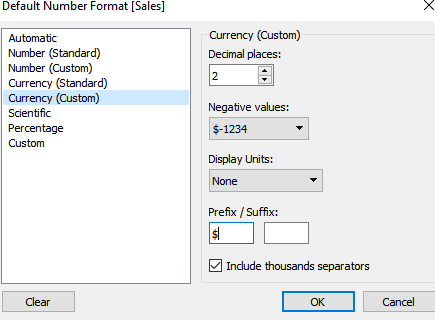 Default Number Format [Sales]
Automatic
Number (Standard)
Number (Custom)
Currency (Standard)
Currency (Custom)
Scientific
Percentage
Custom
Currency (Custom)
Decimal places:
2
Negative values:
$-1234
Display Units:
None
Prefix / Suffix:
$
Include thousands separators
Clear
OK
Cancel